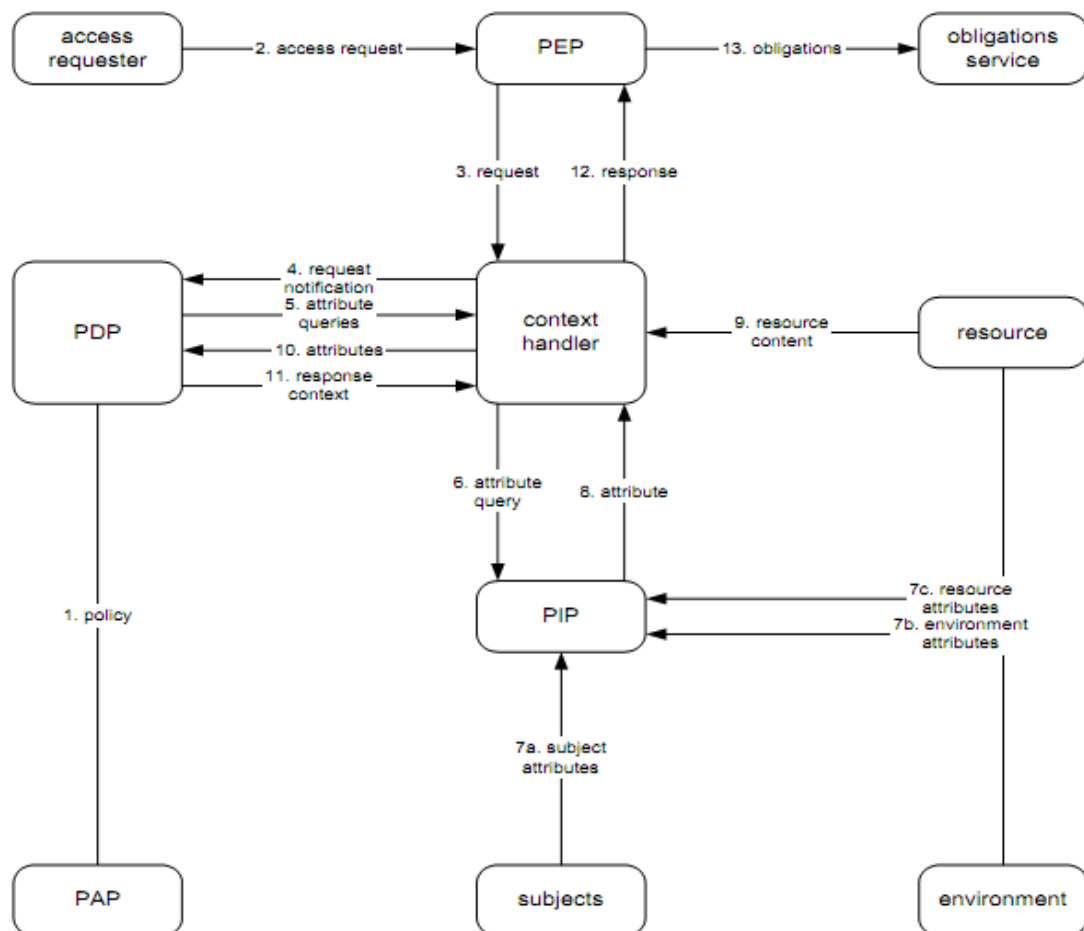 access
requester
2. access request
PEP
13. obligations
obligations
service
3. request
12. response
PDP
4. request
notification
5. attribute
queries
10. attributes
11. response
context
context
handler
9. resource
content
resource
6. attribute
query
8. attribute
1. policy
PIP
7c. resource
attributes
7b. environment
attributes
7a. subject
attributes
PAP
subjects
environment